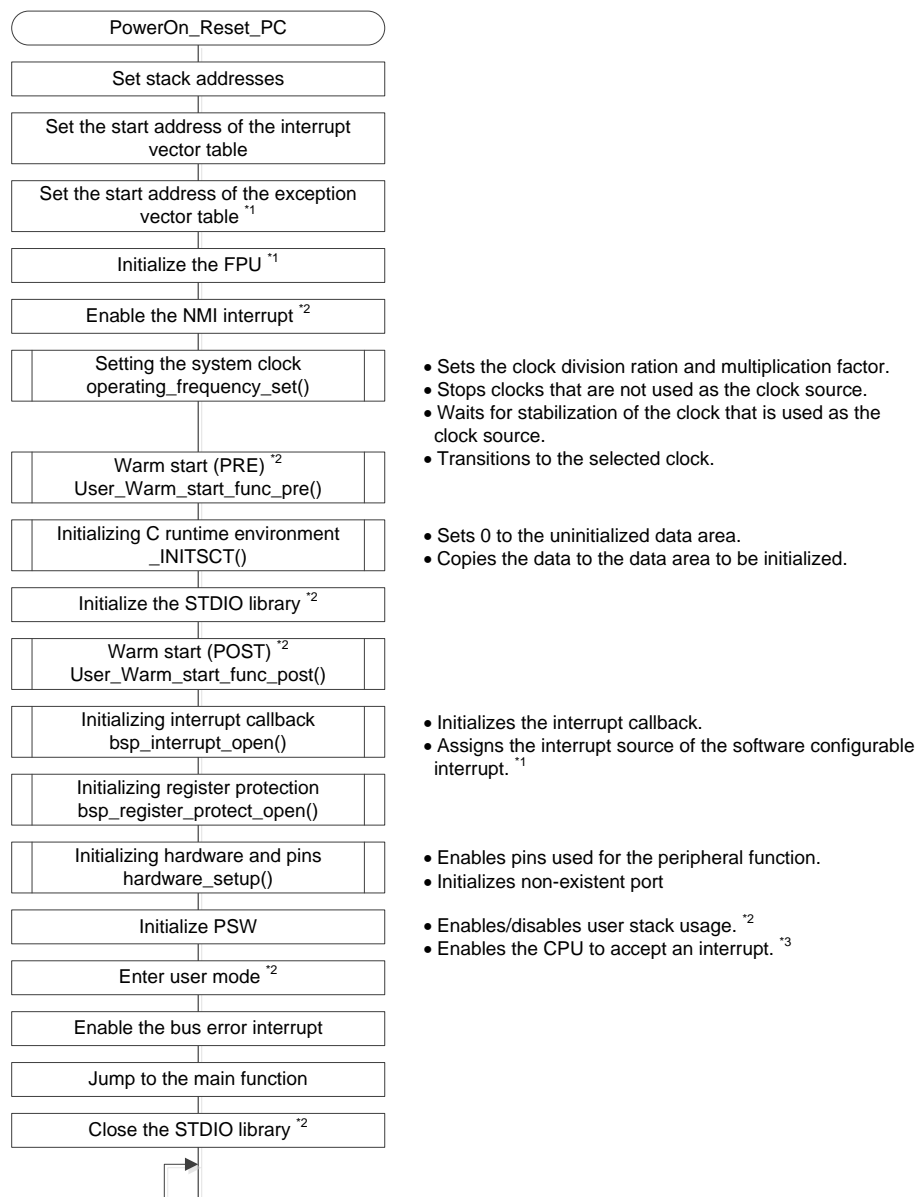 PowerOn_Reset_PC
Set stack addresses
Set the start address of the interrupt
vector table
Set the start address of the exception
vector table *1
Initialize the FPU *1
Enable the NMI interrupt *2
Setting the system clock
operating_frequency_set()
• Sets the clock division ration and multiplication factor.
• Stops clocks that are not used as the clock source.
• Waits for stabilization of the clock that is used as the
clock source.
• Transitions to the selected clock.
Warm start (PRE) *2
User_Warm_start_func_pre()
Initializing C runtime environment
_INITSCT()
• Sets 0 to the uninitialized data area.
• Copies the data to the data area to be initialized.
Initialize the STDIO library *2
Warm start (POST) *2
User_Warm_start_func_post()
Initializing interrupt callback
bsp_interrupt_open()
• Initializes the interrupt callback.
• Assigns the interrupt source of the software configurable
interrupt. *1
Initializing register protection
bsp_register_protect_open()
Initializing hardware and pins
hardware_setup()
• Enables pins used for the peripheral function.
• Initializes non-existent port
Initialize PSW
• Enables/disables user stack usage. *2
• Enables the CPU to accept an interrupt. *3
Enter user mode *2
Enable the bus error interrupt
Jump to the main function
Close the STDIO library *2